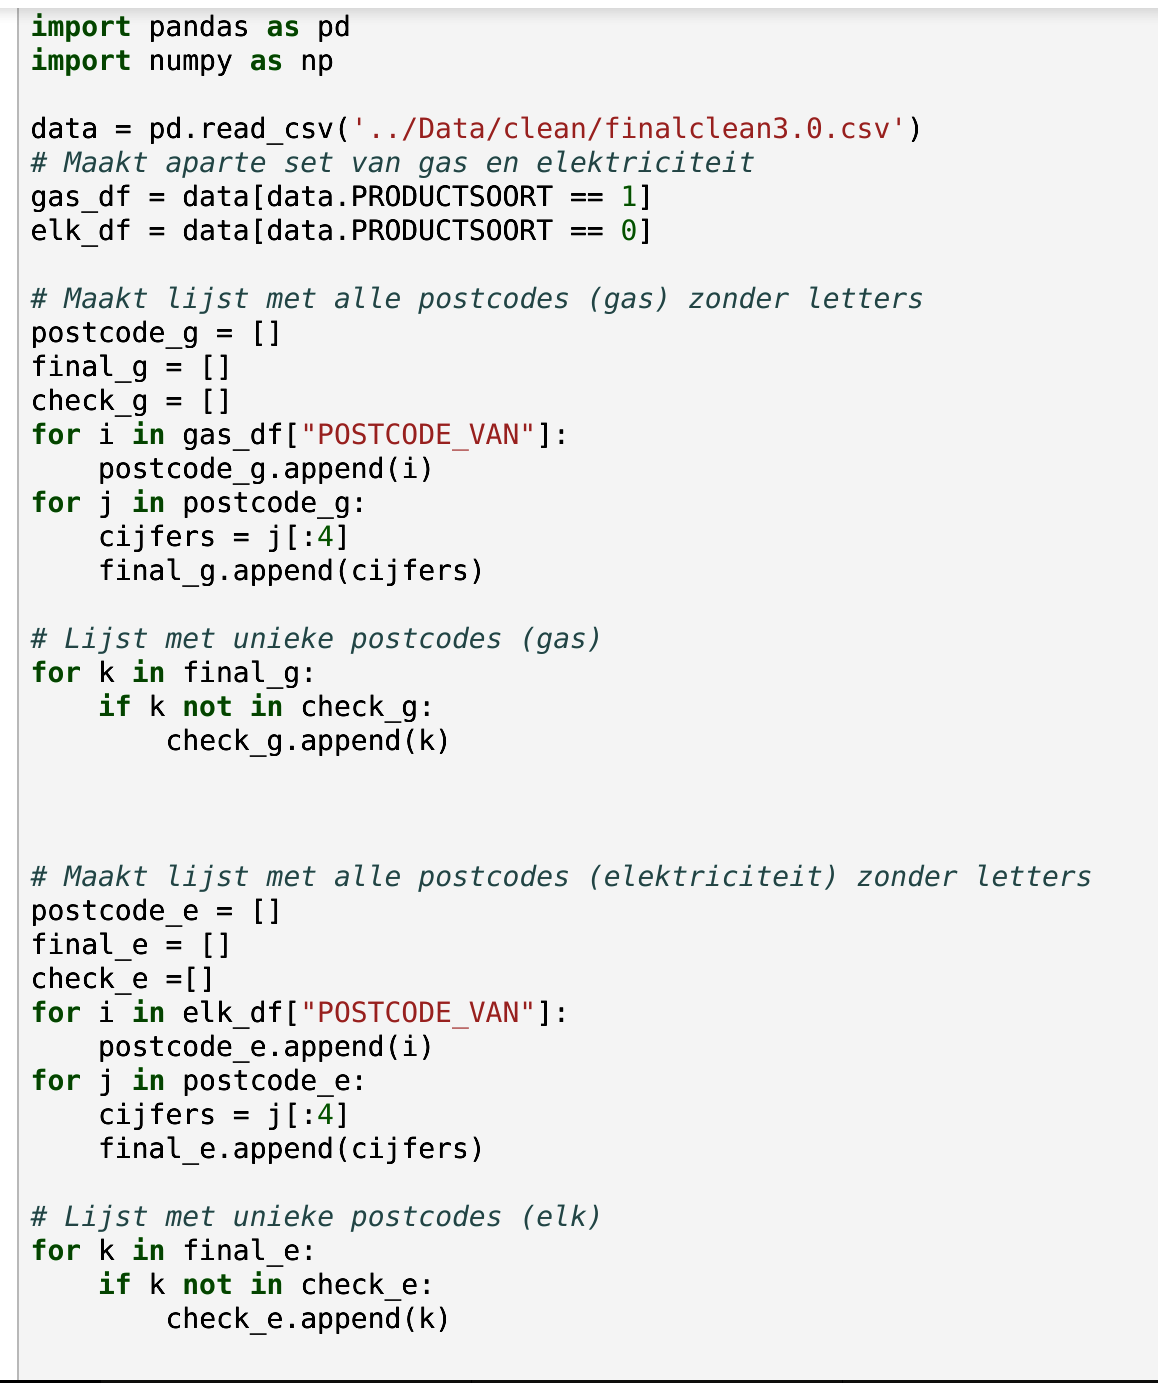 import pandas as pd
import numpy as np
data = pd.read_csv('../Data/clean/finalclean3.0.csv')
# Maakt aparte set van gas en elektriciteit
gas_df = data[data.PRODUCTSOORT == 1]
elk_df = data[data.PRODUCTSOORT == 0]
# Maakt lijst met alle postcodes (gas) zonder letters
postcode_g = []
final_g = []
check_g = []
for i in gas_df["POSTCODE_VAN"]:
    postcode_g.append(i)
for j in postcode_g:
    cijfers = j[:4]
    final_g.append(cijfers)
# Lijst met unieke postcodes (gas)
for k in final_g:
    if k not in check_g:
        check_g.append(k)
# Maakt lijst met alle postcodes (elektriciteit) zonder letters
postcode_e = []
final_e = []
check_e =[]
for i in elk_df["POSTCODE_VAN"]:
    postcode_e.append(i)
for j in postcode_e:
    cijfers = j[:4]
    final_e.append(cijfers)
# Lijst met unieke postcodes (elk)
for k in final_e:
    if k not in check_e:
        check_e.append(k)